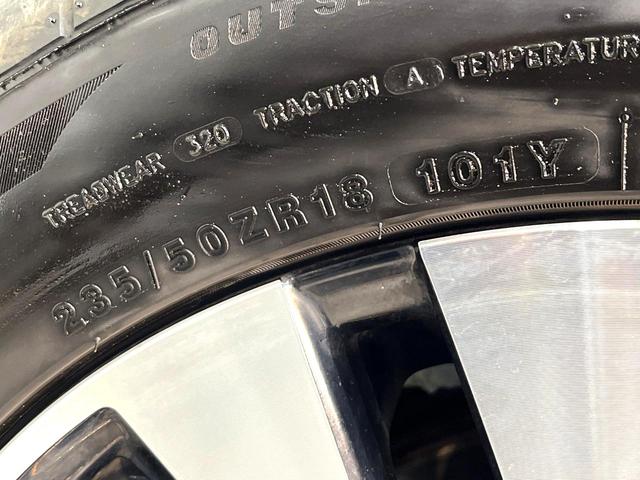 TREADWEAR 320 TRACTION A
235/50ZR18 101Y